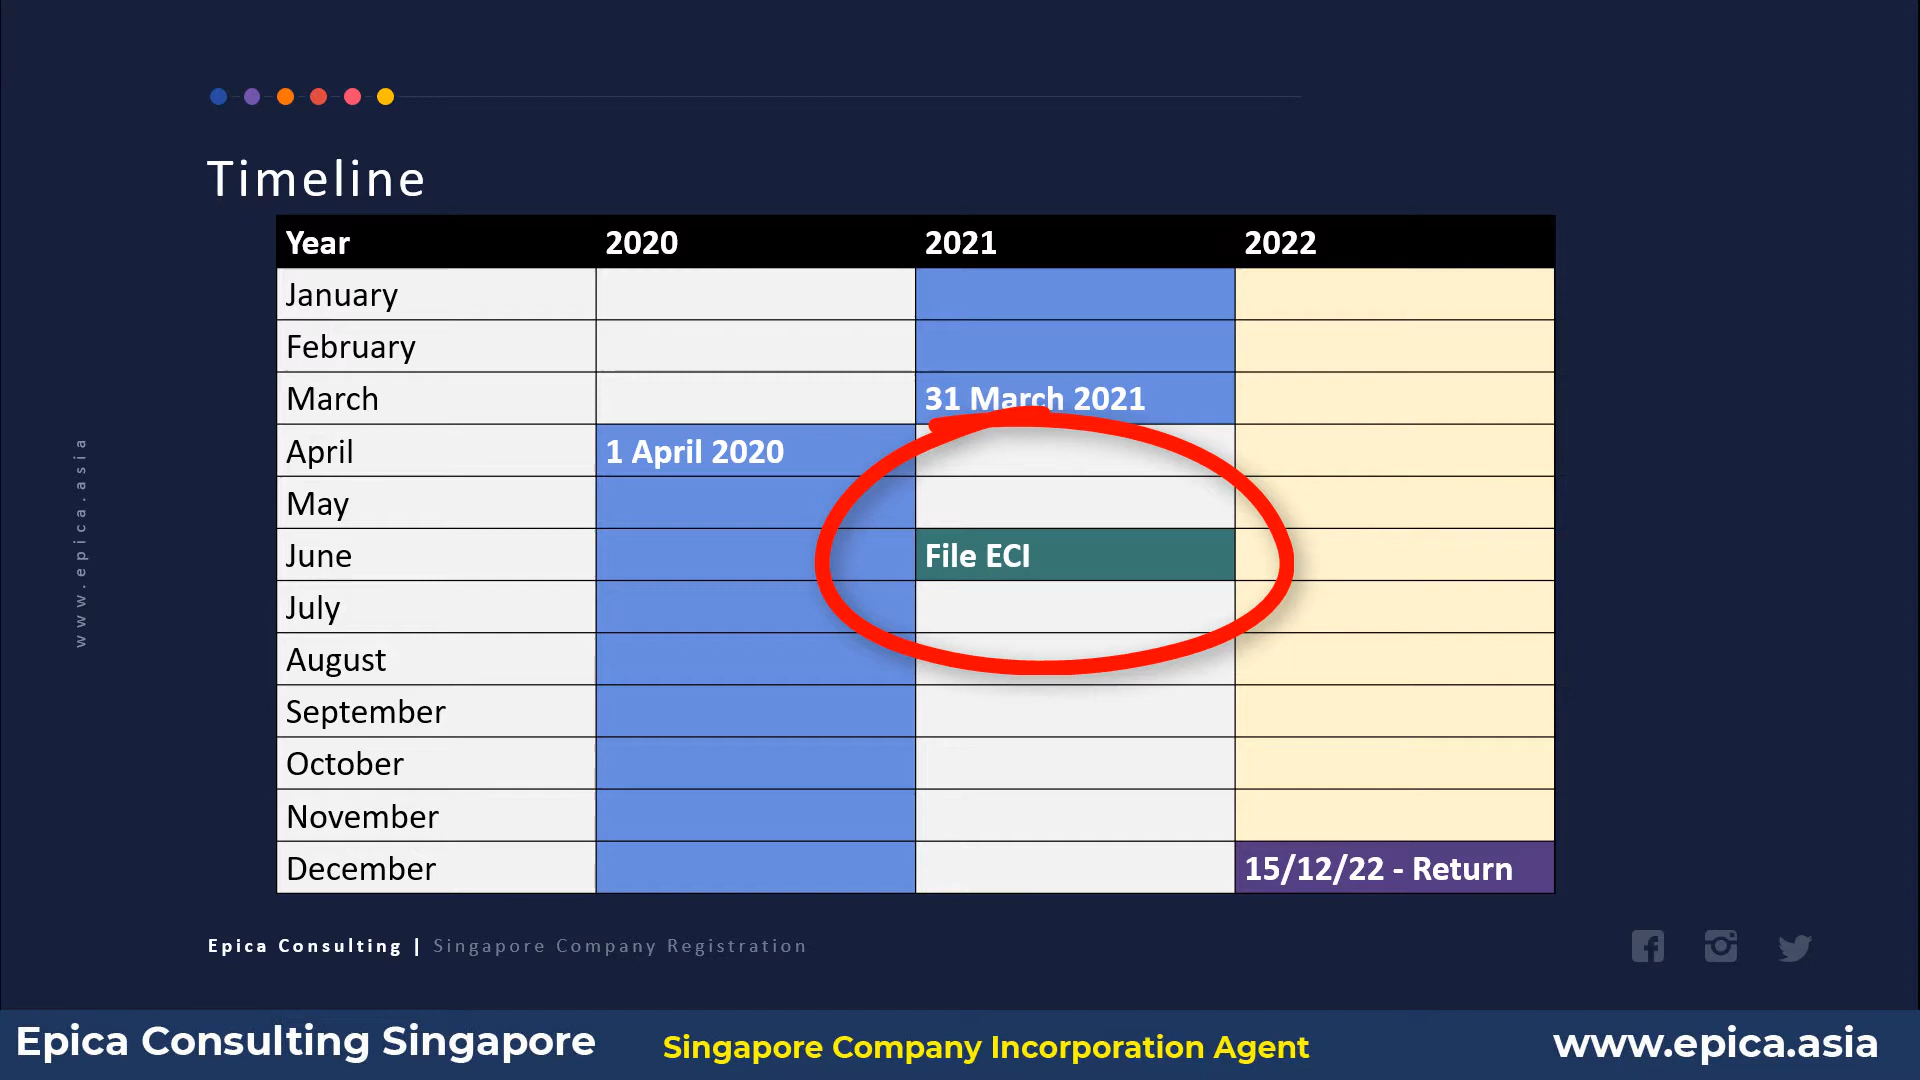 Timeline
Year 2020 2021 2022
January
February
March 31 March 2021
April 1 April 2020
May
June File ECI
July
August
September
October
November
December 15/12/22 - Return
www.epica.asia
Epica Consulting | Singapore Company Registration
Epica Consulting Singapore Singapore Company Incorporation Agent www.epica.asia